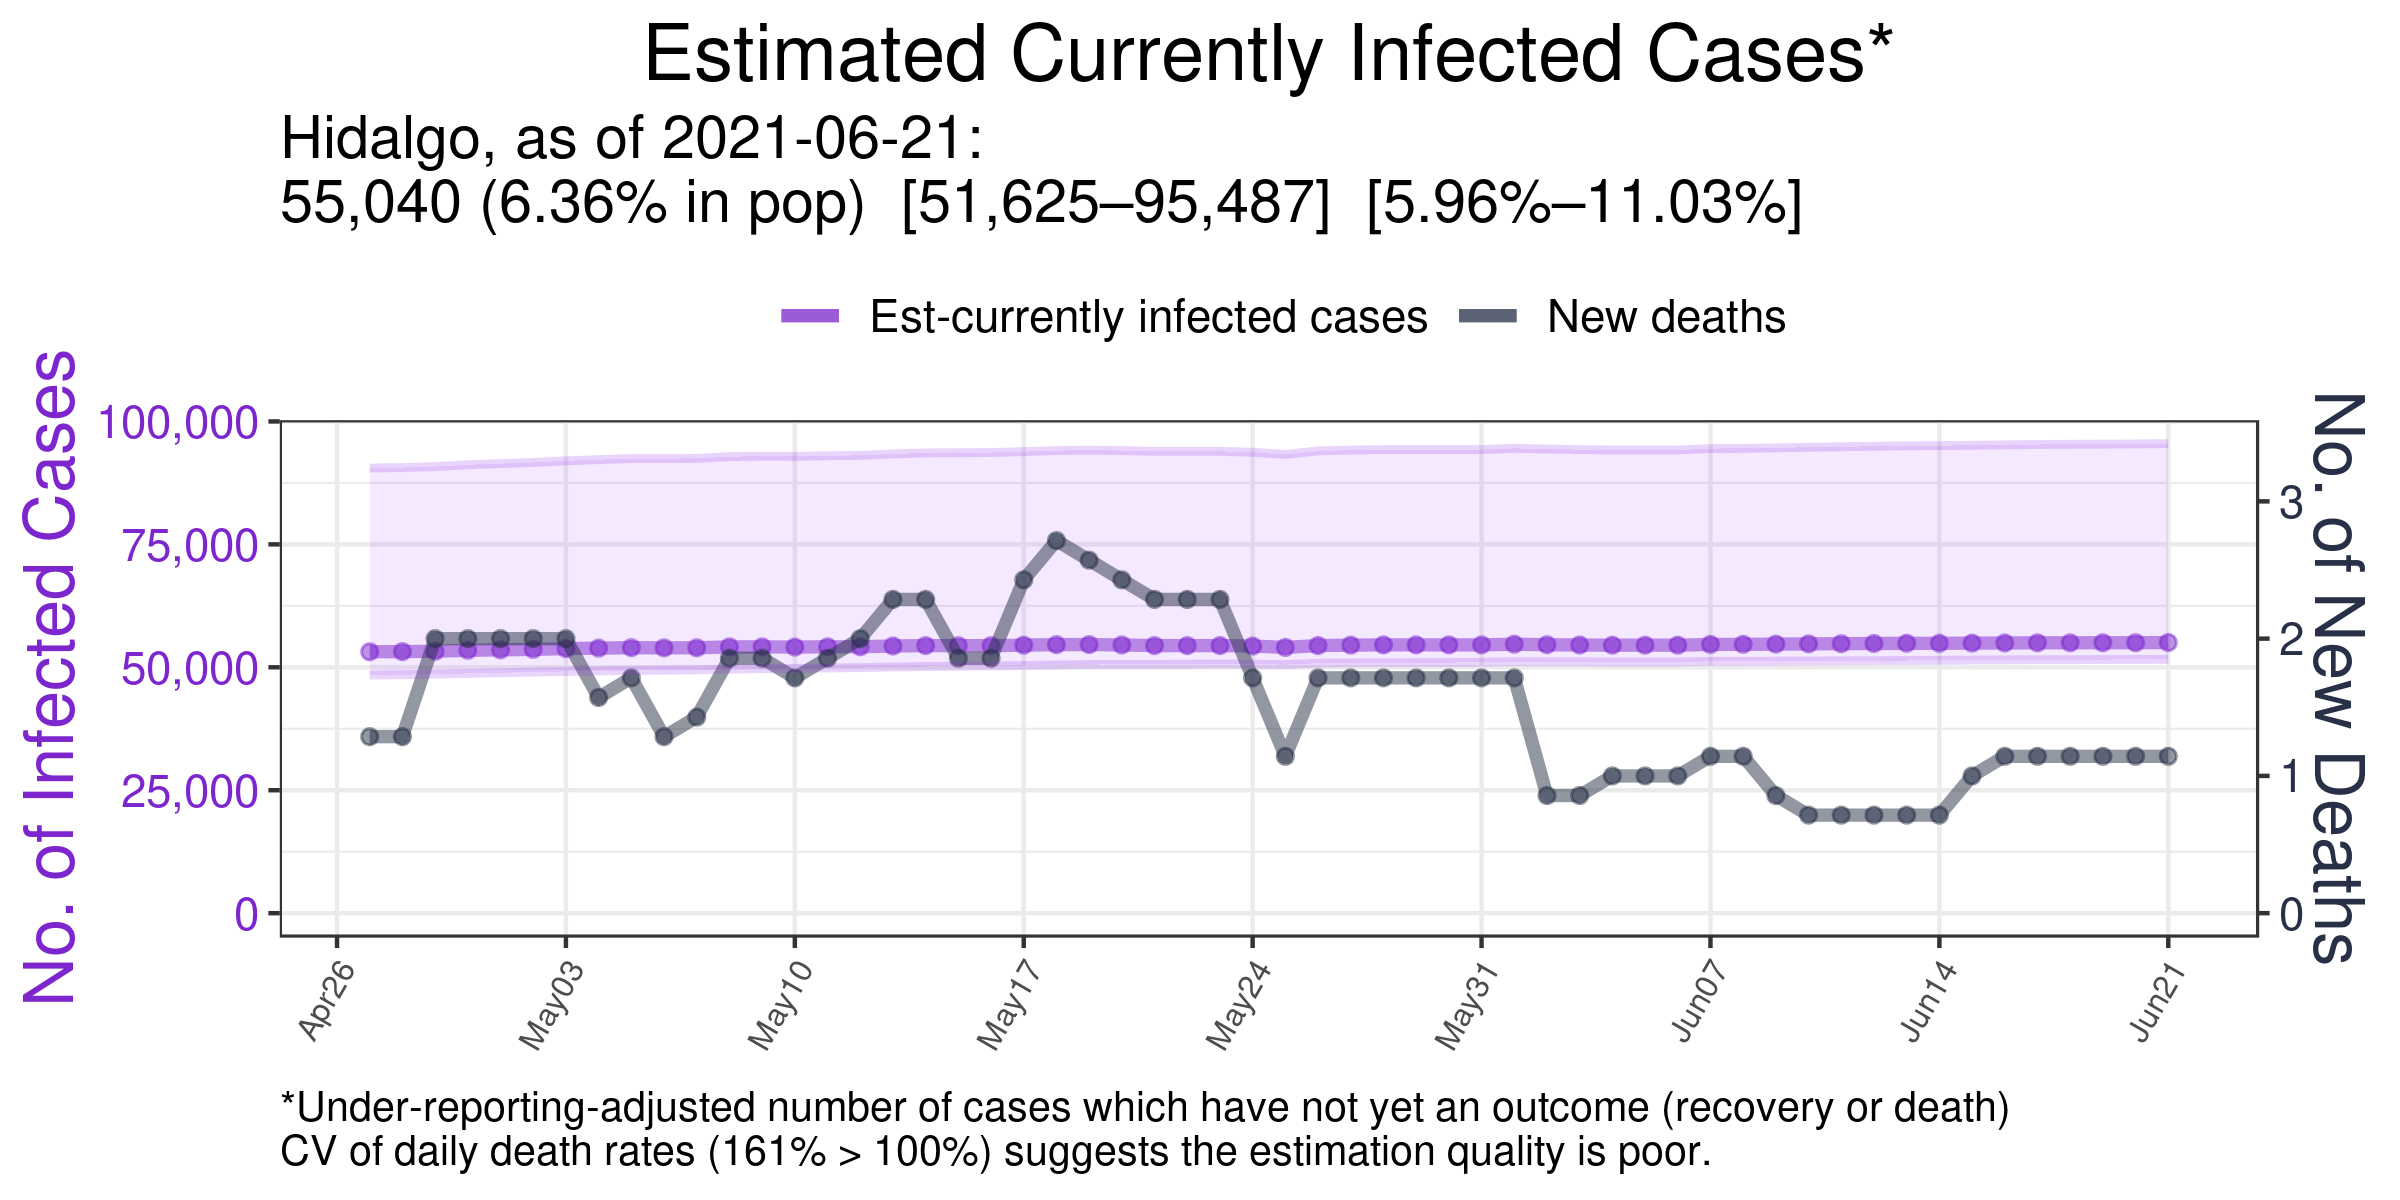 Estimated Currently Infected Cases*
Hidalgo, as of 2021-06-21:
55,040 (6.36% in pop)  [51,625–95,487]  [5.96%–11.03%]
Est-currently infected cases
New deaths
No. of Infected Cases
100,000
75,000
50,000
25,000
0
No. of New Deaths
3
2
1
0
Apr26
May03
May10
May17
May24
May31
Jun07
Jun14
Jun21
*Under-reporting-adjusted number of cases which have not yet an outcome (recovery or death)
CV of daily death rates (161% > 100%) suggests the estimation quality is poor.